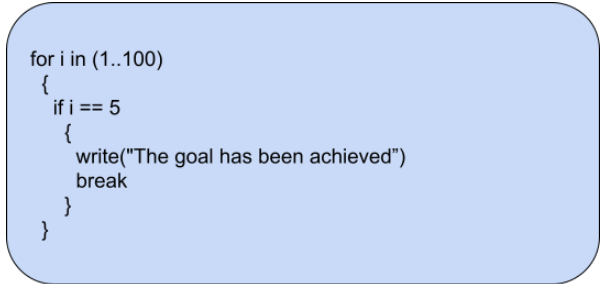 for i in (1..100)
{
if i == 5
{
write("The goal has been achieved”)
break
}
}